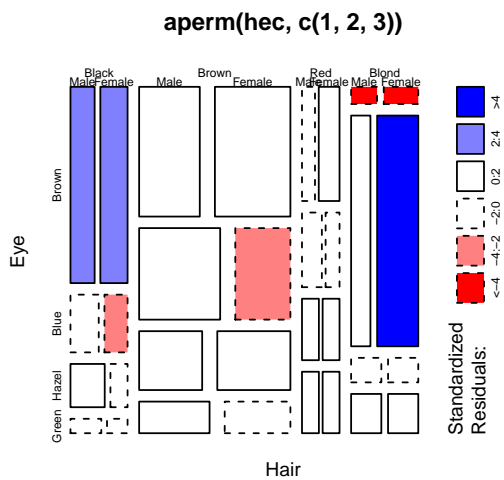 aperm(hec, c(1, 2, 3))
Black Brown Red Blond
Male Female Male Female Male Female Male Female
Brown
Blue
Hazel
Green
Eye
Hair
Standardized
Residuals:
<−4
−4:−2
−2:0
0:2
2:4
>4